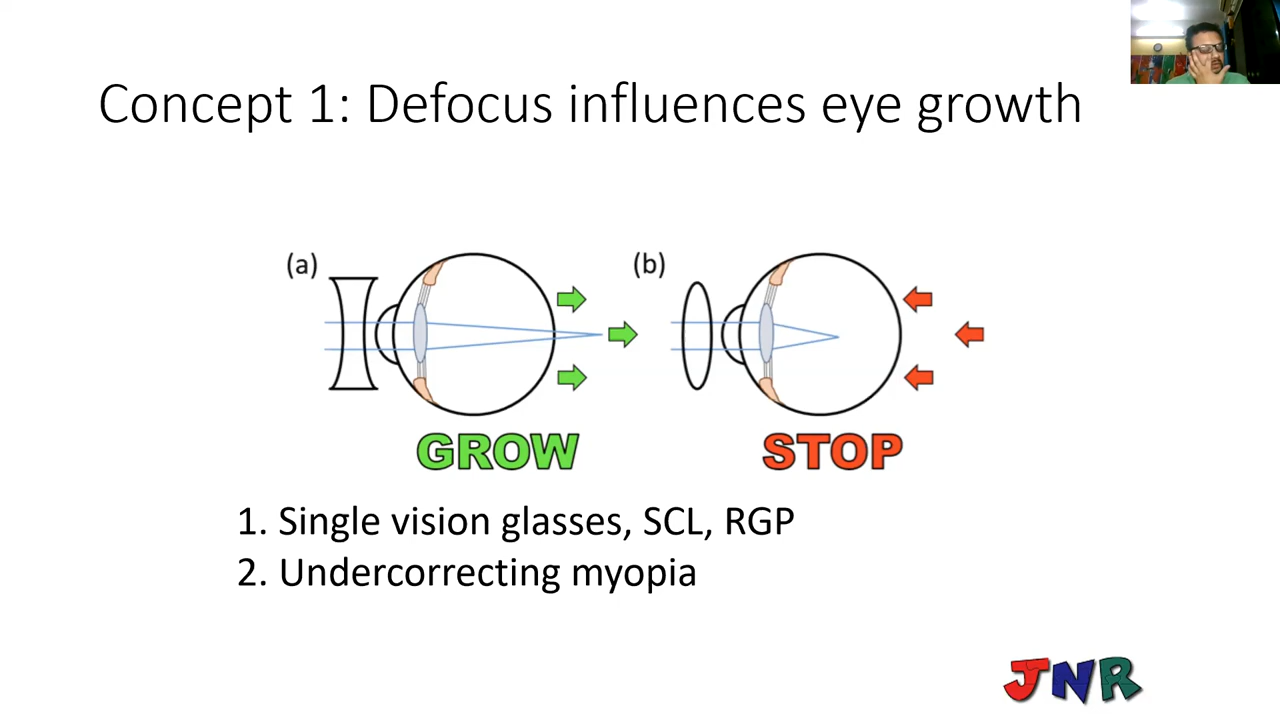 Concept 1: Defocus influences eye growth
(a)
(b)
GROW
STOP
1. Single vision glasses, SCL, RGP
2. Undercorrecting myopia
JNR